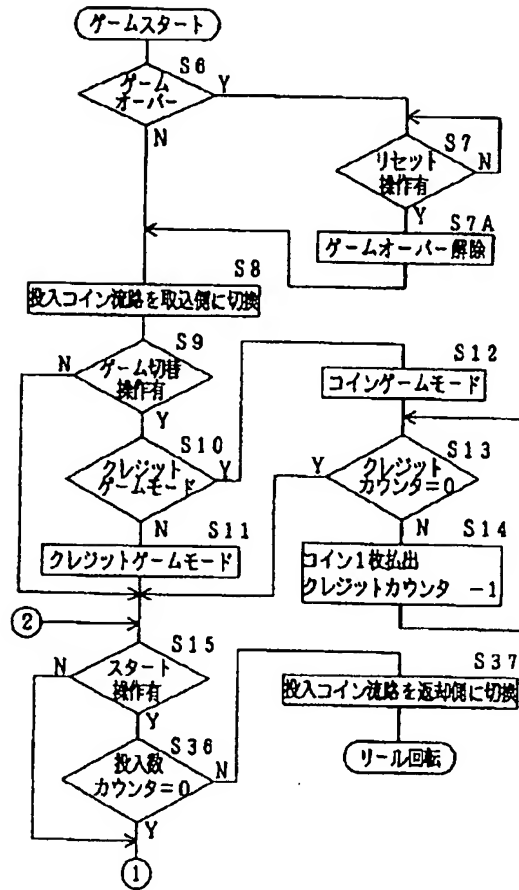 ゲームスタート
S6
ゲーム
オーバー
Y
N
S7
リセット
操作有
N
Y
S7A
ゲームオーバー解除
S8
投入コイン流路を取込側に切換
S9
N
ゲーム切替
操作有
Y
S12
コインゲームモード
S10
クレジット
ゲームモード
Y
N
S13
Y
クレジット
カウンタ=0
N
S11
クレジットゲームモード
S14
コイン1枚払出
クレジットカウンタ -1
②
S15
N
スタート
操作有
Y
S37
投入コイン流路を返却側に切換
S36
投入数
カウンタ=0
N
Y
リール回転
①